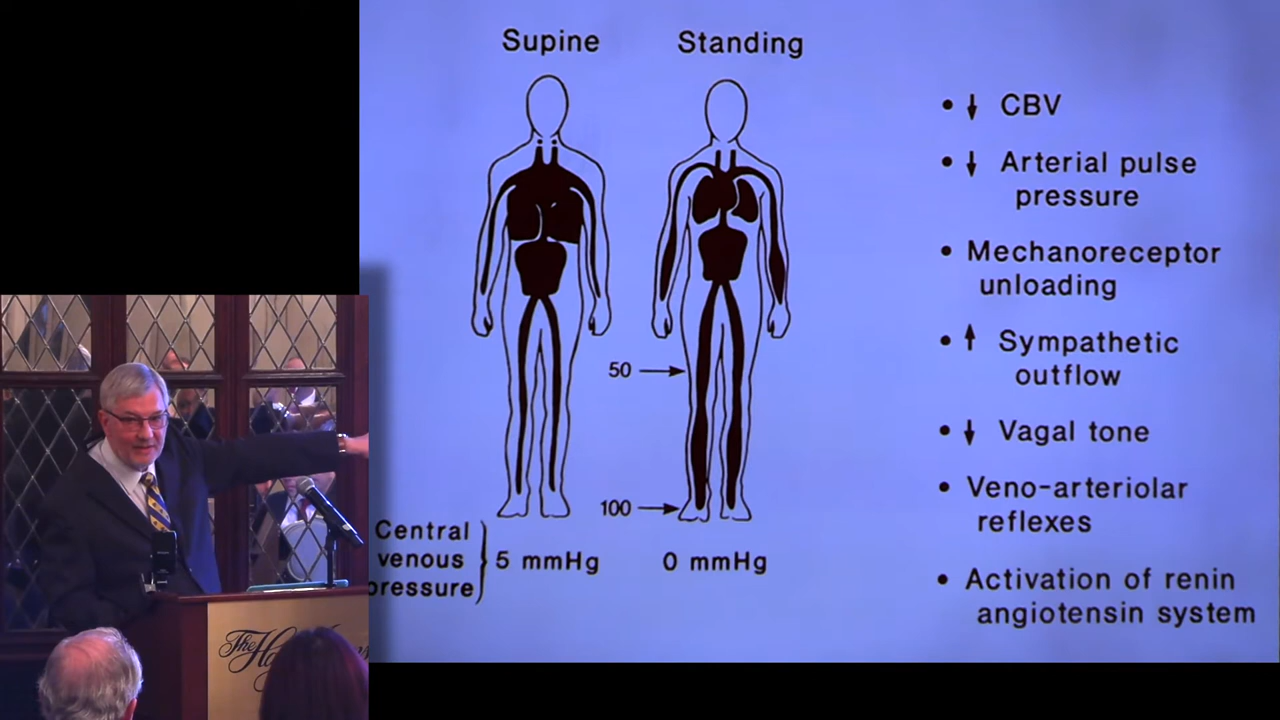 Supine
Standing
• ↓ CBV
• ↓ Arterial pulse
pressure
• Mechanoreceptor
unloading
• ↑ Sympathetic
outflow
• ↓ Vagal tone
• Veno-arteriolar
reflexes
• Activation of renin
angiotensin system
50 →
100 →
Central
venous
pressure
5 mmHg
0 mmHg
The